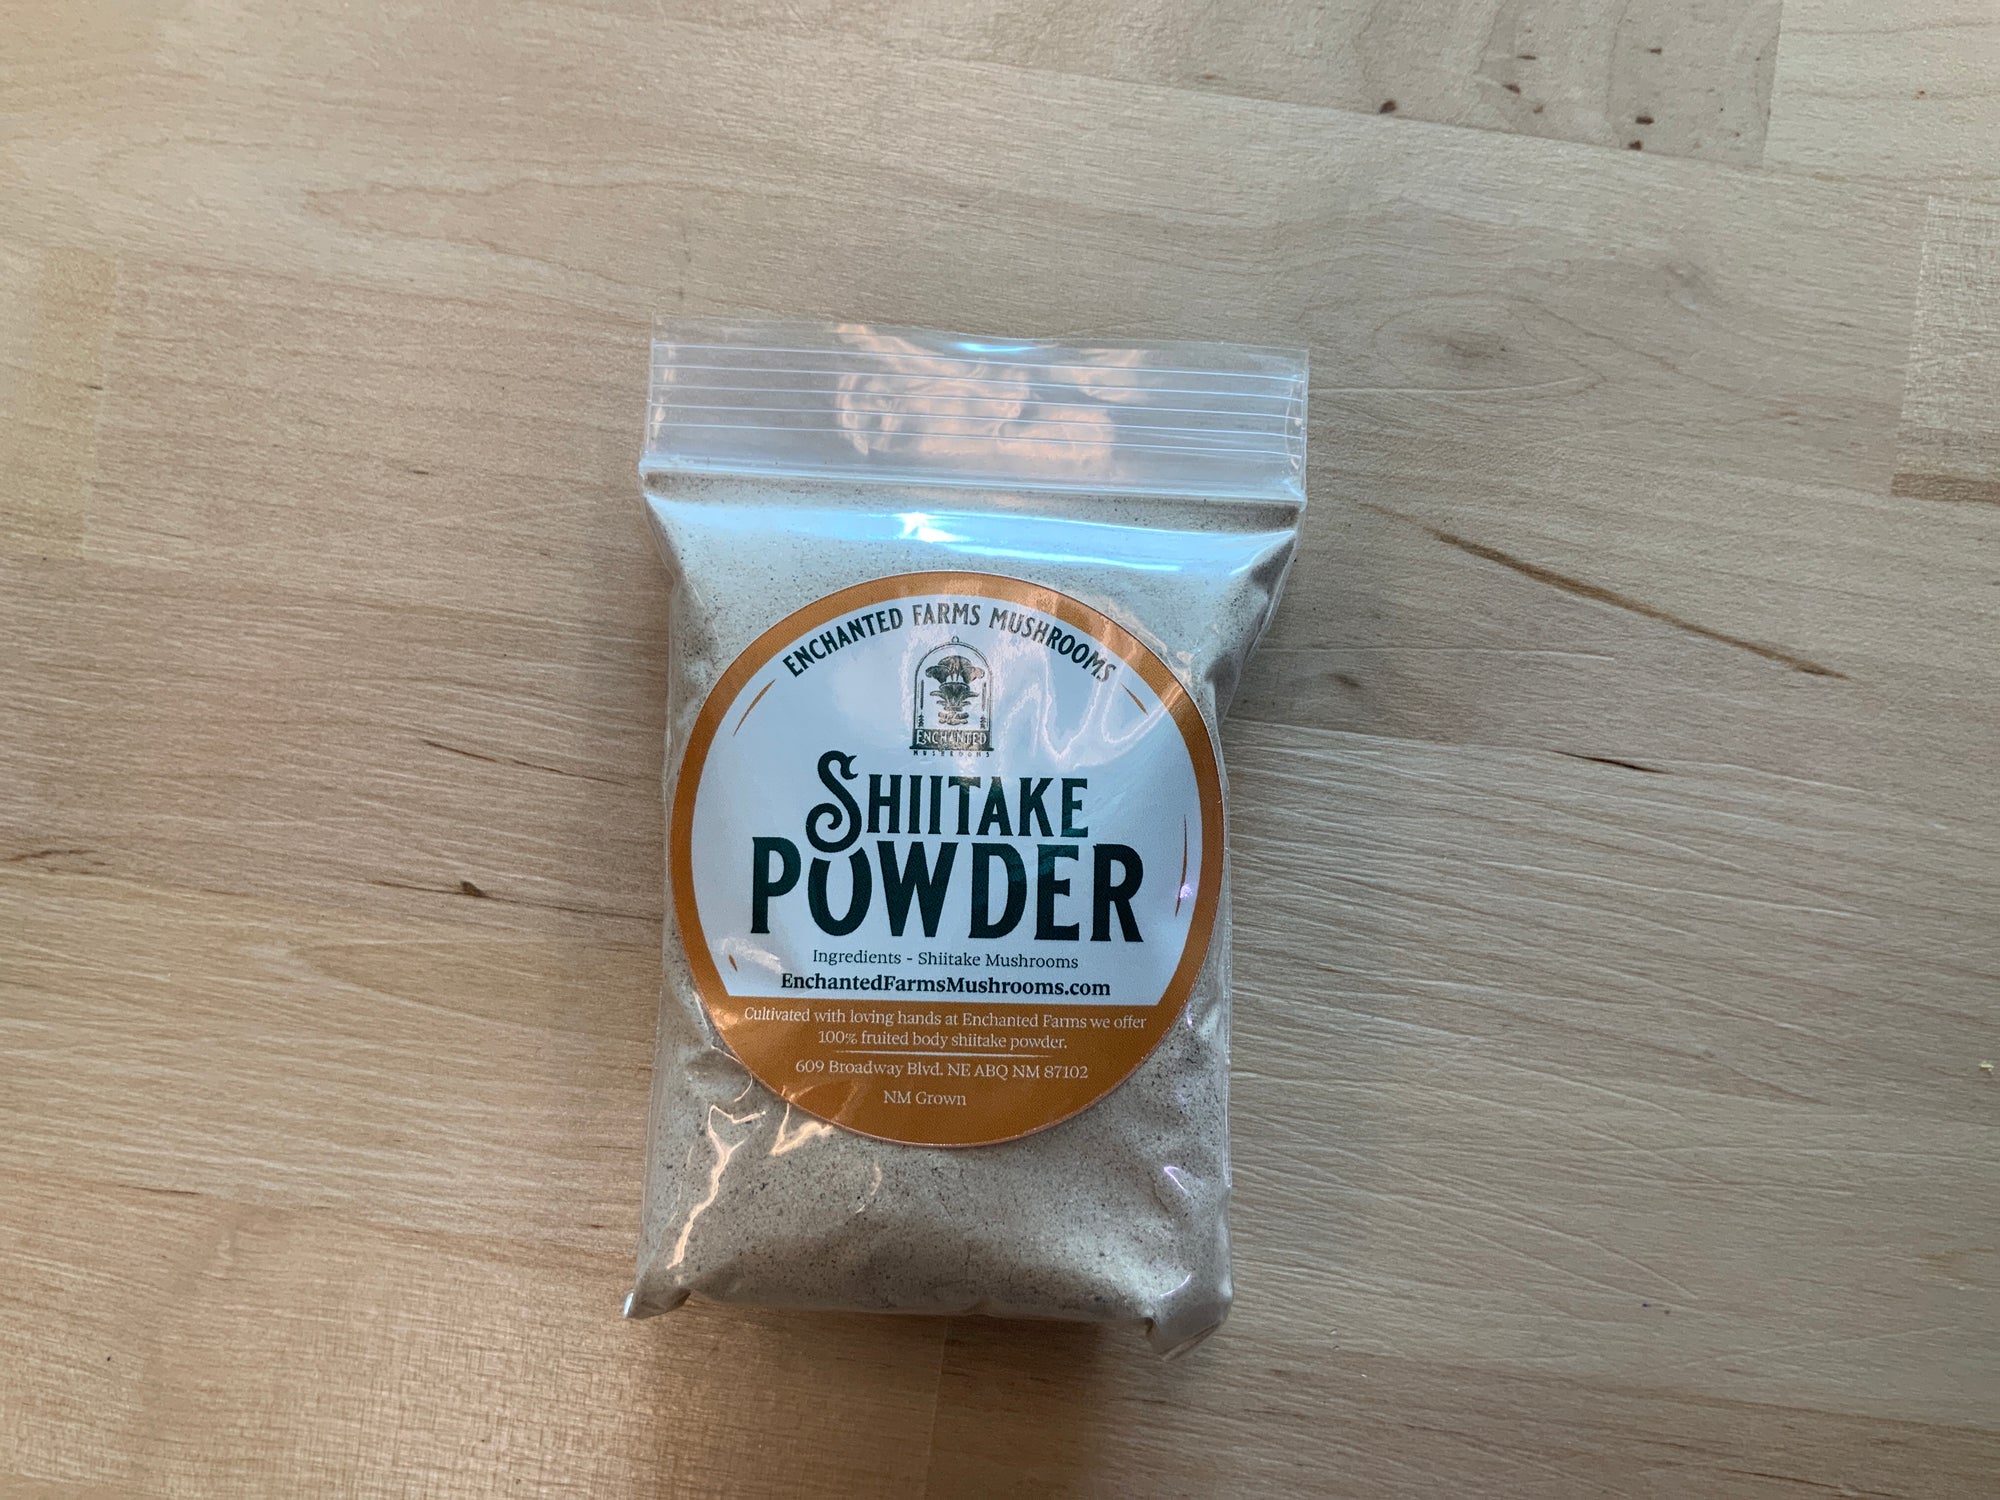 ENCHANTED FARMS MUSHROOMS
ENCHANTED
MUSHROOMS
SHIITAKE
POWDER
Ingredients - Shiitake Mushrooms
EnchantedFarmsMushrooms.com
Cultivated with loving hands at Enchanted Farms we offer
100% fruited body shiitake powder.
609 Broadway Blvd. NE ABQ NM 87102
NM Grown